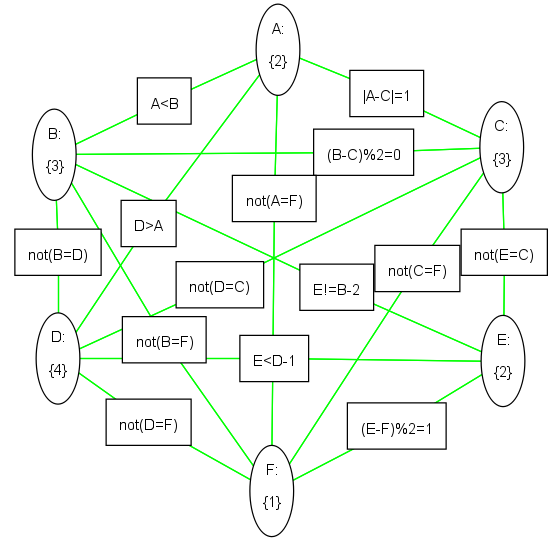 A:
{2}
A<B
|A-C|=1
B:
{3}
C:
{3}
(B-C)%2=0
not(A=F)
D>A
not(B=D)
not(E=C)
not(C=F)
not(D=C)
E!=B-2
D:
{4}
not(B=F)
E<D-1
E:
{2}
not(D=F)
(E-F)%2=1
F:
{1}